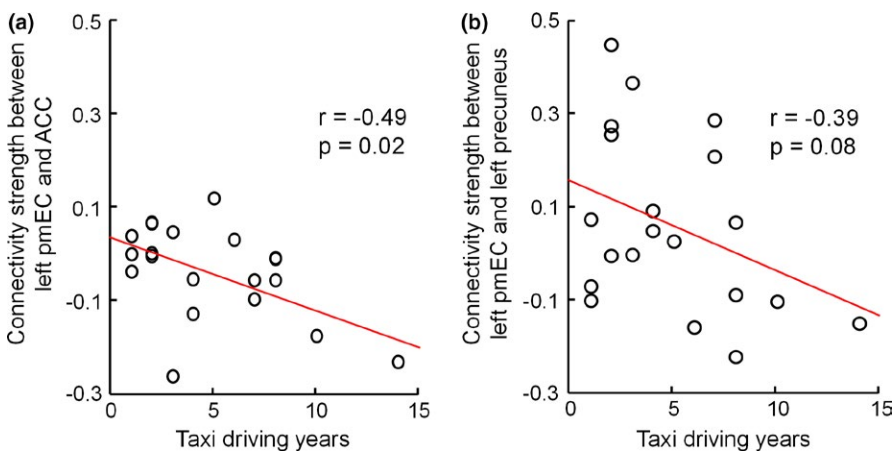 (a)
Connectivity strength between
left pmEC and ACC
0.5
0.3
0.1
-0.1
-0.3
r = -0.49
p = 0.02
0
5
10
15
Taxi driving years
(b)
Connectivity strength between
left pmEC and left precuneus
0.5
0.3
0.1
-0.1
-0.3
r = -0.39
p = 0.08
0
5
10
15
Taxi driving years